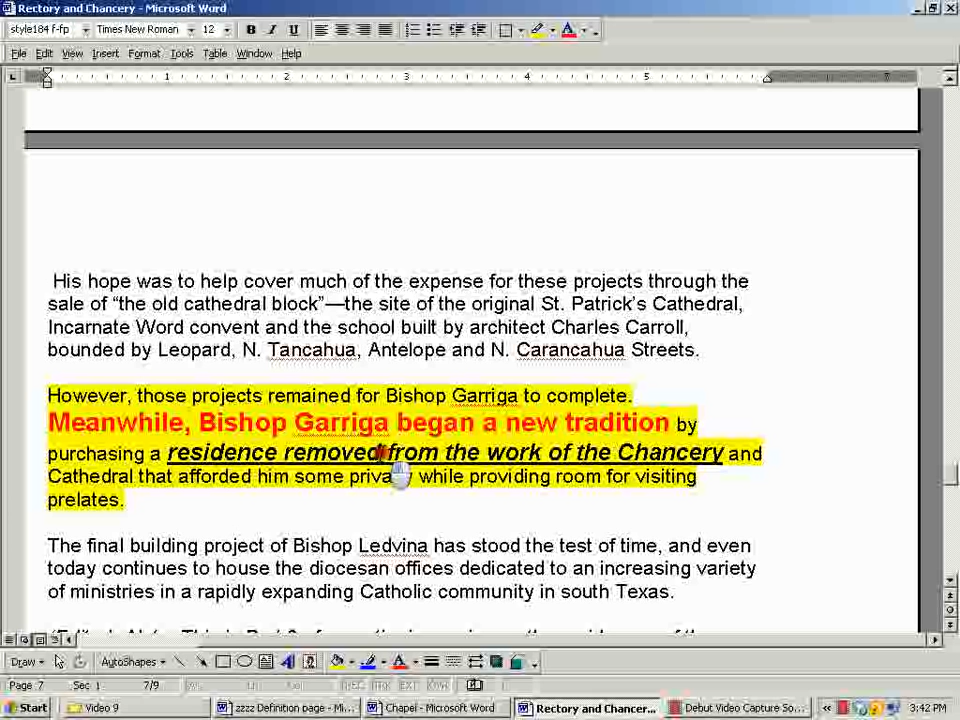 Rectory and Chancery - Microsoft Word
style184 f-fp Times New Roman 12 B I U
File Edit View Insert Format Tools Table Window Help
1 2 3 4 5 7
His hope was to help cover much of the expense for these projects through the
sale of “the old cathedral block”—the site of the original St. Patrick’s Cathedral,
Incarnate Word convent and the school built by architect Charles Carroll,
bounded by Leopard, N. Tancahua, Antelope and N. Carancahua Streets.
However, those projects remained for Bishop Garriga to complete.
Meanwhile, Bishop Garriga began a new tradition by
purchasing a residence removed from the work of the Chancery and
Cathedral that afforded him some while providing room for visiting
prelates.
The final building project of Bishop Ledvina has stood the test of time, and even
today continues to house the diocesan offices dedicated to an increasing variety
of ministries in a rapidly expanding Catholic community in south Texas.
Draw AutoShapes
Page 7 Sec 1 7/9
Start Video 9 zzzz Definition page - Mi... Chapel - Microsoft Word Rectory and Chancer... Debut Video Capture So... 3:42 PM